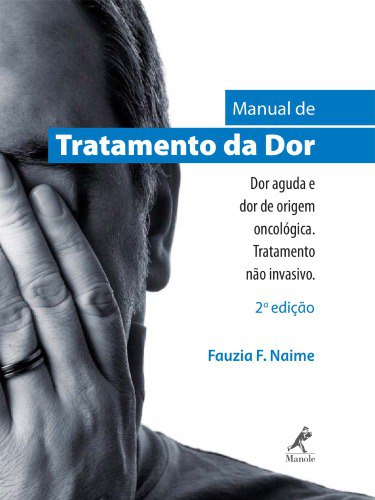 Manual de
Tratamento da Dor
Dor aguda e
dor de origem
oncológica.
Tratamento
não invasivo.
2ª edição
Fauzia F. Naime
Manole